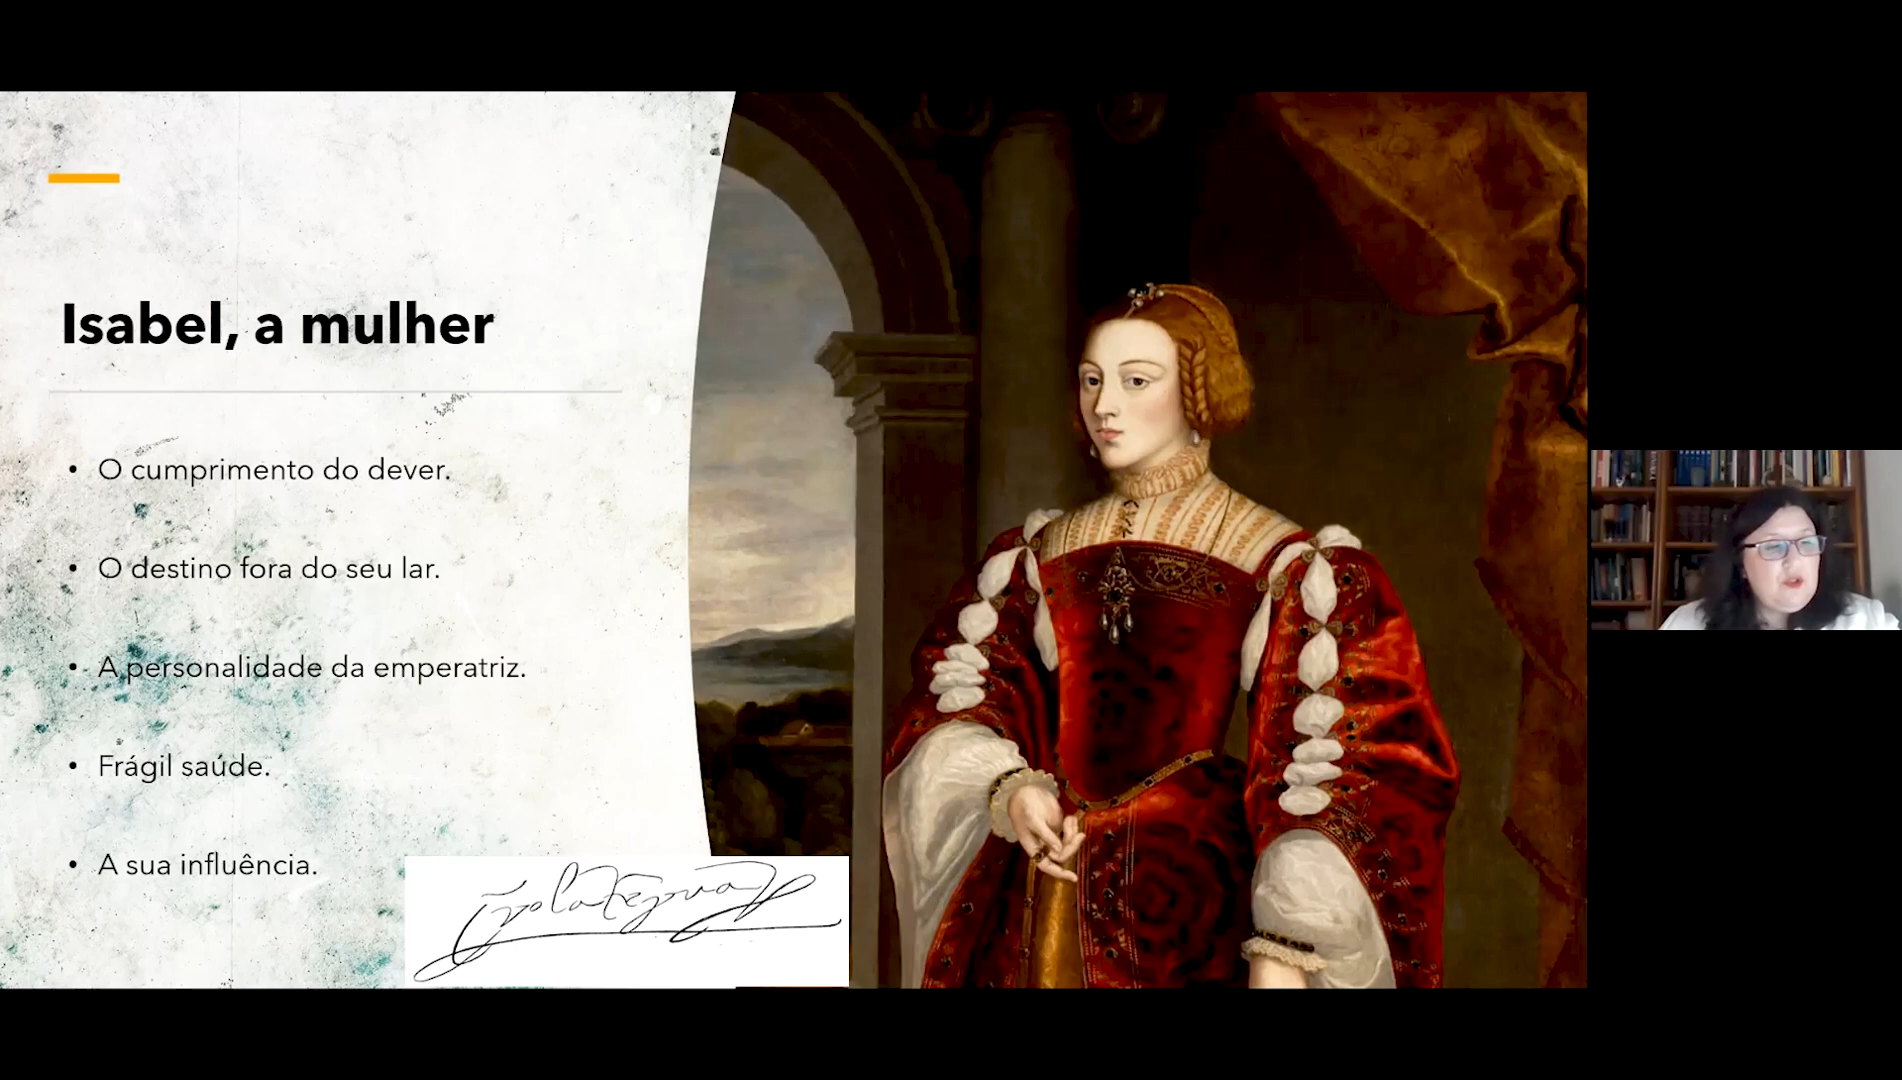 Isabel, a mulher
• O cumprimento do dever.
• O destino fora do seu lar.
• A personalidade da emperatriz.
• Frágil saúde.
• A sua influência.